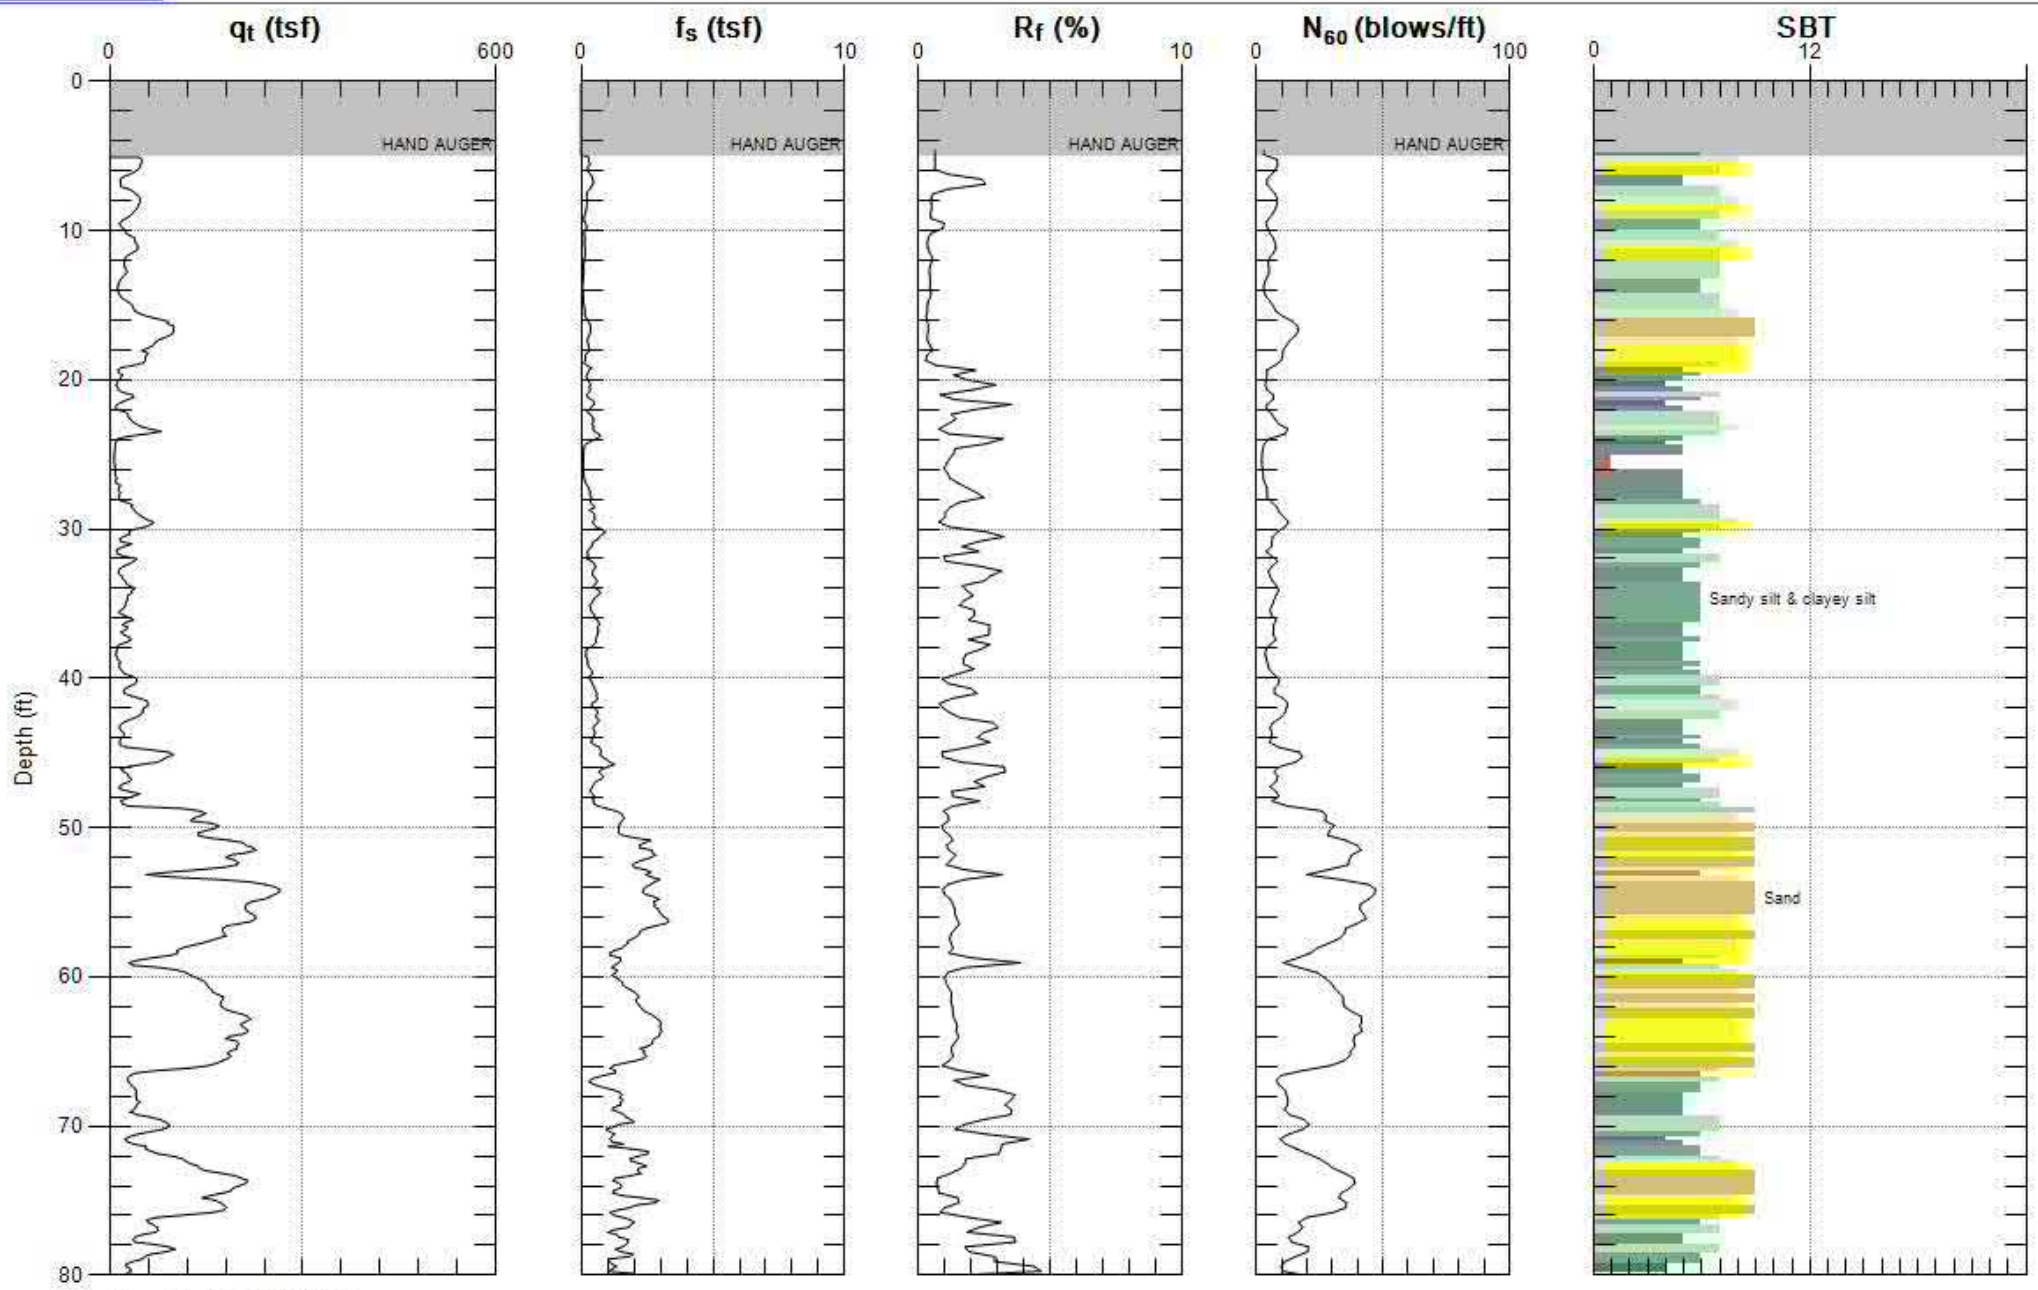 qt (tsf) fs (tsf) Rf (%) N60 (blows/ft) SBT
0 600 0 10 0 10 0 100 0 12
0
HAND AUGER HAND AUGER HAND AUGER HAND AUGER
10
20
30
Sandy silt & clayey silt
40
Depth (ft)
50
Sand
60
70
80